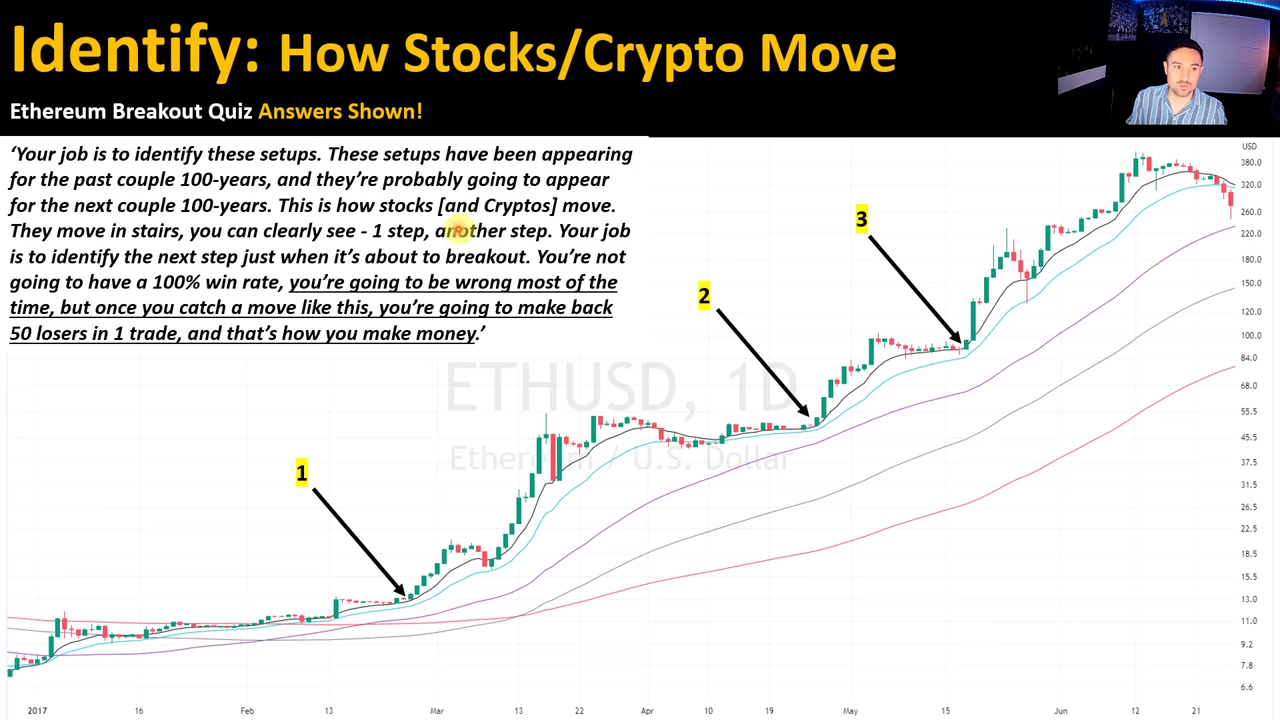 Identify: How Stocks/Crypto Move
Ethereum Breakout Quiz Answers Shown!
‘Your job is to identify these setups. These setups have been appearing
for the past couple 100-years, and they’re probably going to appear
for the next couple 100-years. This is how stocks [and Cryptos] move.
They move in stairs, you can clearly see - 1 step, another step. Your job
is to identify the next step just when it’s about to breakout. You’re not
going to have a 100% win rate, you’re going to be wrong most of the
time, but once you catch a move like this, you’re going to make back
50 losers in 1 trade, and that’s how you make money.’
ETHUSD, 1D
Ethereum / U.S. Dollar
1
2
3
USD
380.0
320.0
260.0
220.0
180.0
150.0
120.0
100.0
84.0
68.0
55.5
45.5
37.5
31.5
26.5
22.5
18.5
15.5
13.0
11.0
9.2
7.8
6.6
2017 16 Feb 13 Mar 13 21 Apr 10 19 May 15 Jun 12 21